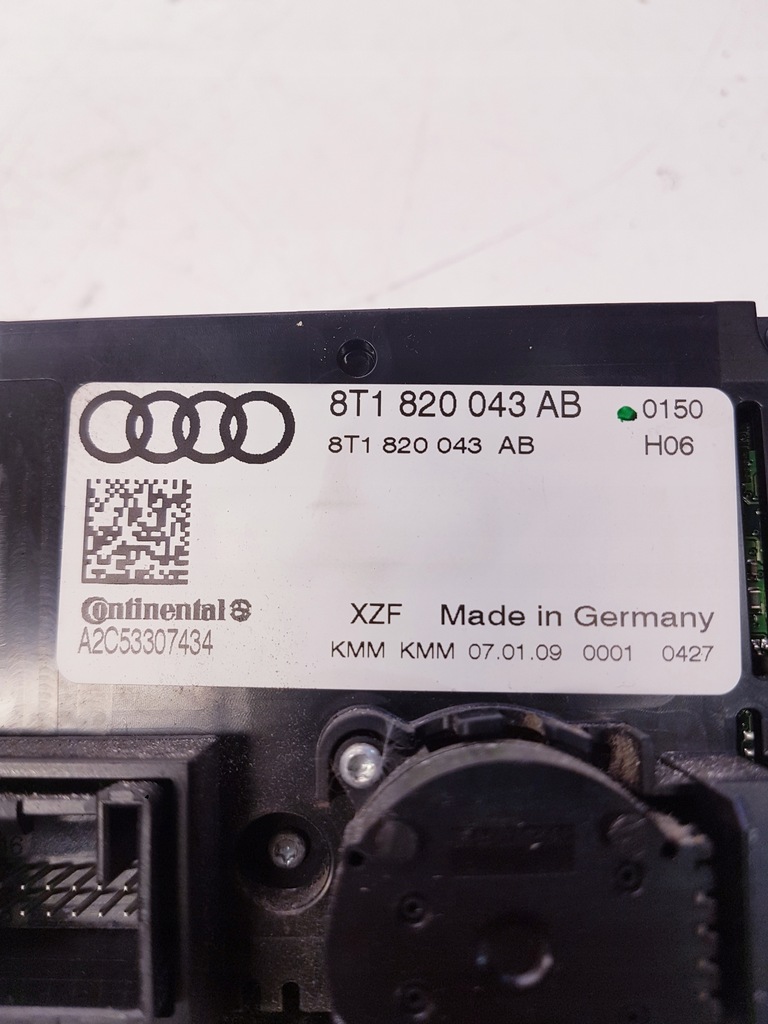 8T1 820 043 AB 0150
8T1 820 043 AB H06
Continental
A2C53307434
XZF Made in Germany
KMM KMM 07.01.09 0001 0427